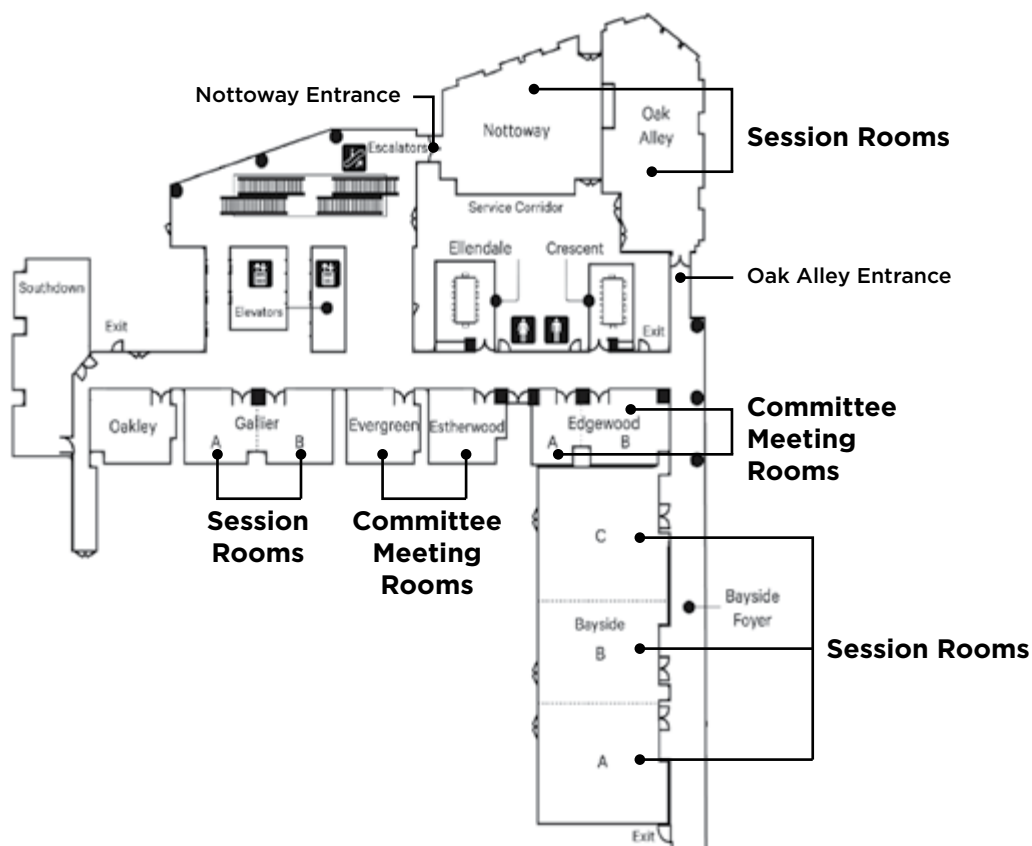 Nottoway Entrance
Escalators
Nottoway
Oak
Alley
Session Rooms
Service Corridor
Ellendale
Crescent
Oak Alley Entrance
Southdown
Elevators
Exit
Exit
Oakley
Gallier
A
B
Evergreen
Estherwood
Edgewood
A
B
Committee
Meeting
Rooms
Session
Rooms
Committee
Meeting
Rooms
C
Bayside
B
A
Bayside
Foyer
Session Rooms
Exit